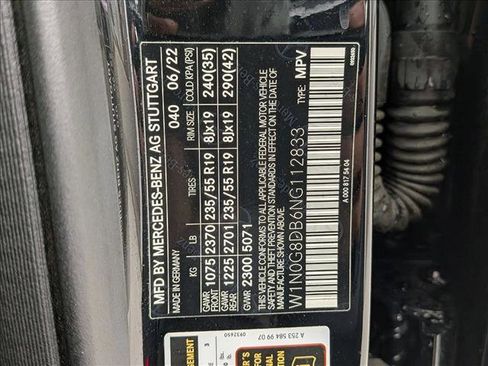 MFD BY MERCEDES-BENZ AG STUTTGART
MADE IN GERMANY 040 06/22
KG LB TIRES RIM SIZE COLD KPA (PSI)
GAWR FRONT 1075 2370 235/55 R19 8Jx19 240(35)
GAWR REAR 1225 2701 235/55 R19 8Jx19 290(42)
GVWR 2300 5071
THIS VEHICLE CONFORMS TO ALL APPLICABLE FEDERAL MOTOR VEHICLE
SAFETY AND THEFT PREVENTION STANDARDS IN EFFECT ON THE DATE OF
MANUFACTURE SHOWN ABOVE. TYPE: MPV
W1N0G8DB6NG112833
A 000 817 54 04
0932450
A 253 584 99 07